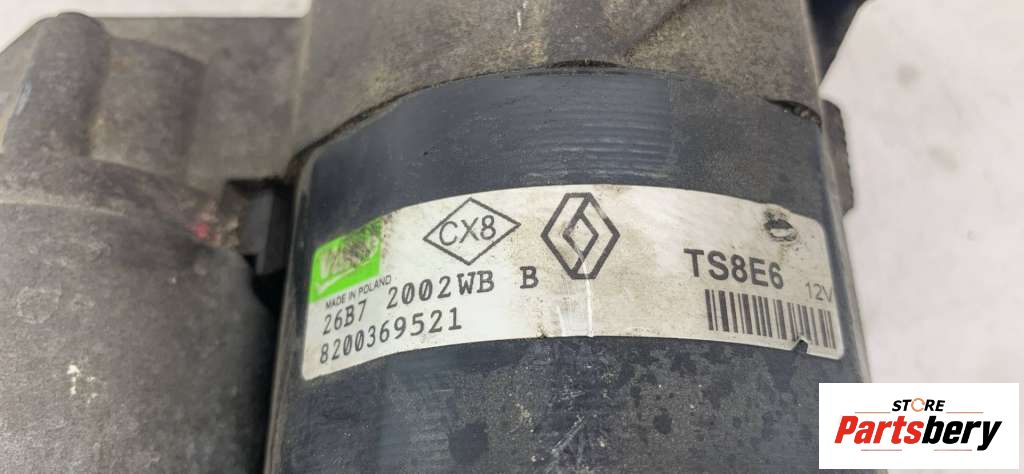 CX8
MADE IN POLAND
26B7 2002WB B
8200369521
TS8E6 12V
STORE
Partsbery